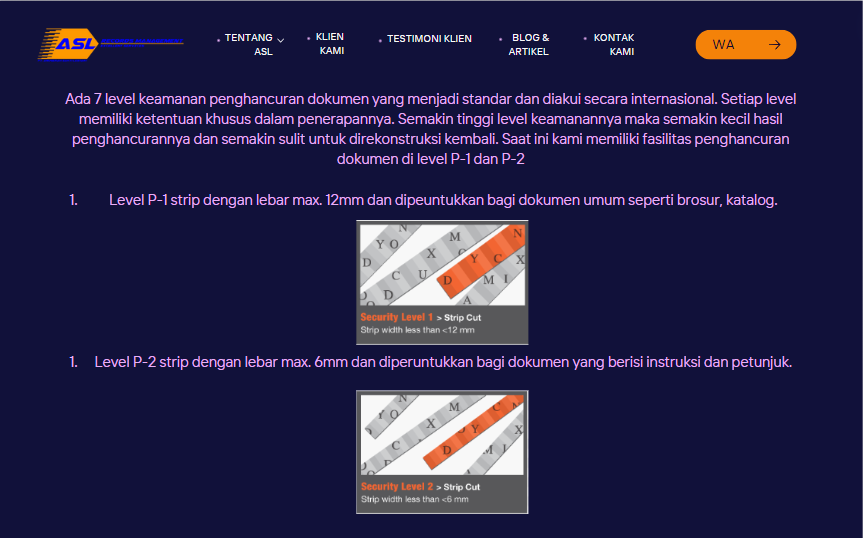 ASL
TENTANG ASL
KLIEN KAMI
TESTIMONI KLIEN
BLOG & ARTIKEL
KONTAK KAMI
WA
Ada 7 level keamanan penghancuran dokumen yang menjadi standar dan diakui secara internasional. Setiap level
memiliki ketentuan khusus dalam penerapannya. Semakin tinggi level keamanannya maka semakin kecil hasil
penghancurannya dan semakin sulit untuk direkonstruksi kembali. Saat ini kami memiliki fasilitas penghancuran
dokumen di level P-1 dan P-2
1. Level P-1 strip dengan lebar max. 12mm dan dipeuntukkan bagi dokumen umum seperti brosur, katalog.
N
Y O
M
N
D
X
Y C X
C U D
M I
D
A
Security Level 1 > Strip Cut
Strip width less than <12 mm
1. Level P-2 strip dengan lebar max. 6mm dan diperuntukkan bagi dokumen yang berisi instruksi dan petunjuk.
N
Y O
M
X
Y
X
C
D
M
Security Level 2 > Strip Cut
Strip width less than <6 mm